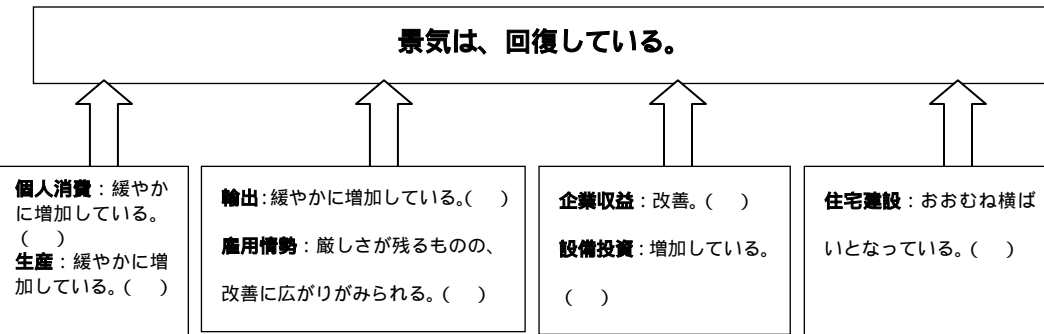 景気は、回復している。
個人消費：緩やか
に増加している。
（　）
生産：緩やかに増
加している。（　）
輸出：緩やかに増加している。（　）
雇用情勢：厳しさが残るものの、
改善に広がりがみられる。（　）
企業収益：改善。（　）
設備投資：増加している。
（　）
住宅建設：おおむね横ば
いとなっている。（　）